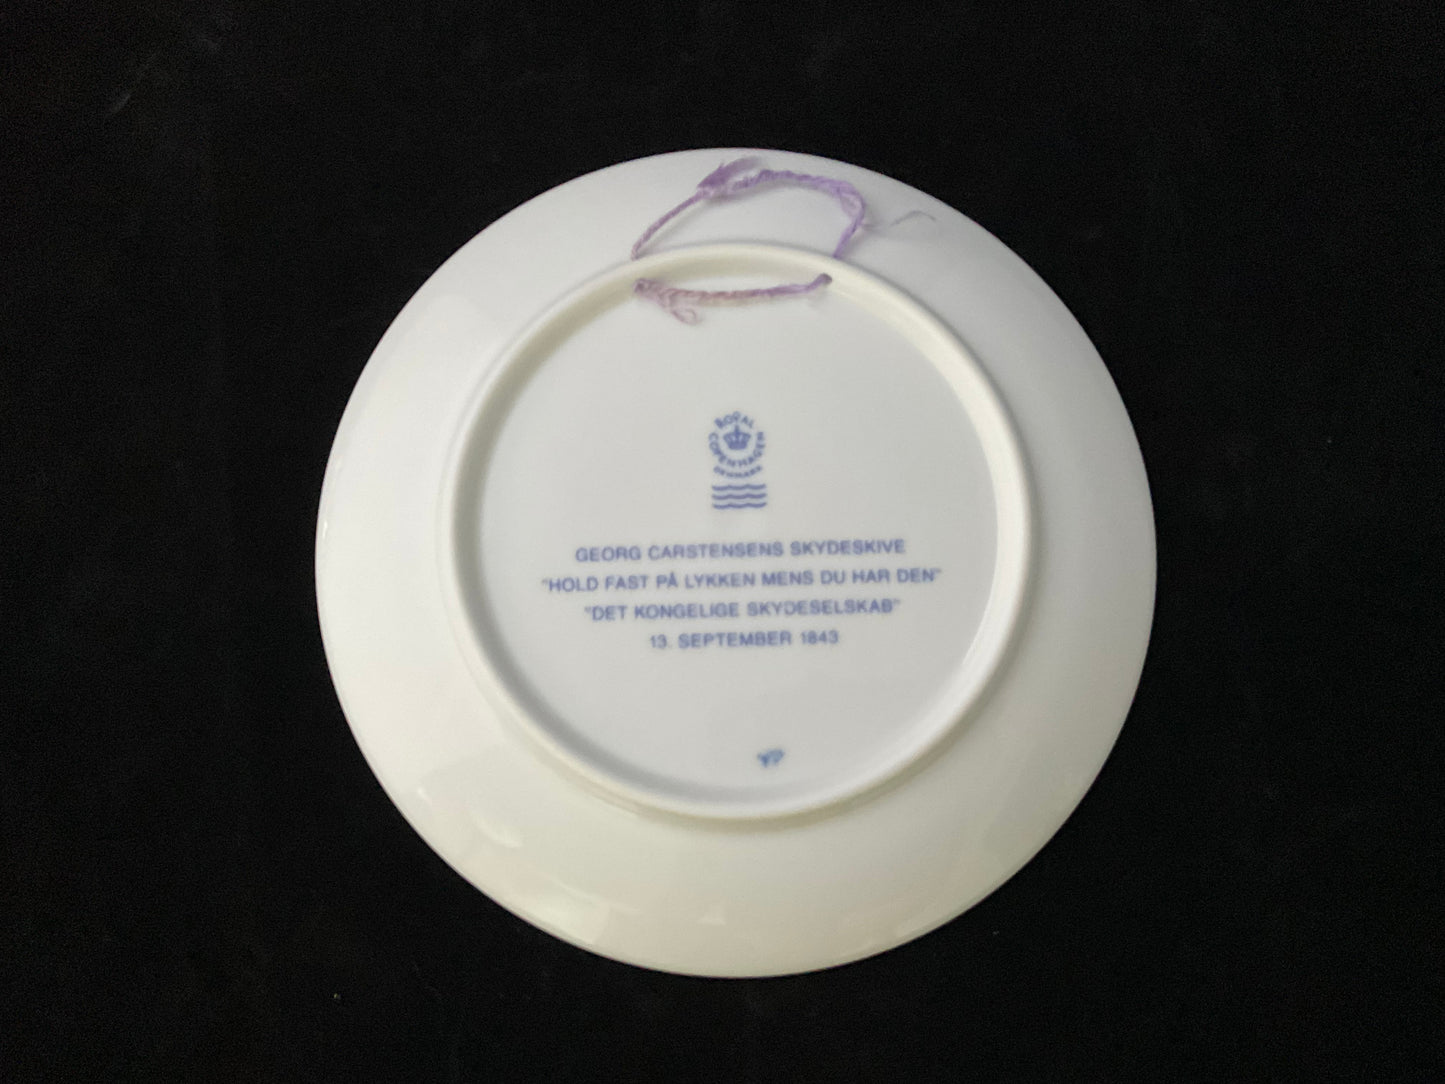 ROYAL
COPENHAGEN
DENMARK
GEORG CARSTENSENS SKYDESKIVE
"HOLD FAST PÅ LYKKEN MENS DU HAR DEN"
"DET KONGELIGE SKYDESELSKAB"
13. SEPTEMBER 1843